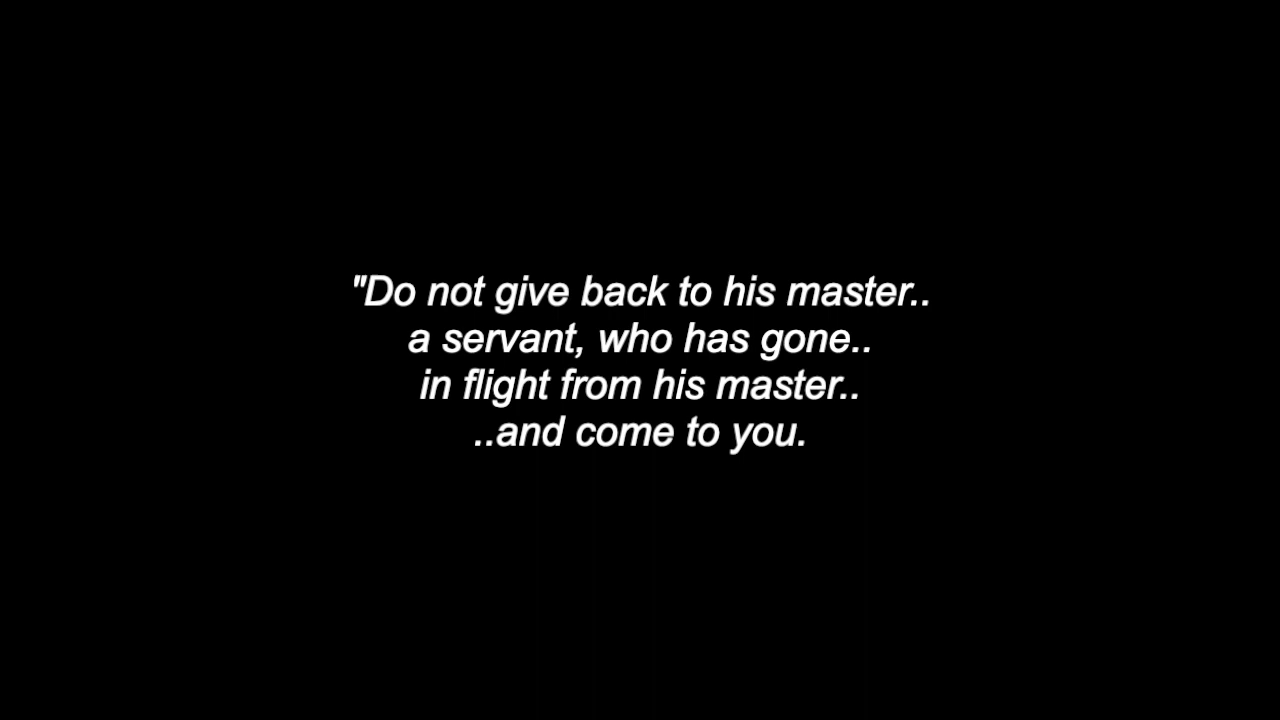 "Do not give back to his master..
a servant, who has gone..
in flight from his master..
..and come to you.